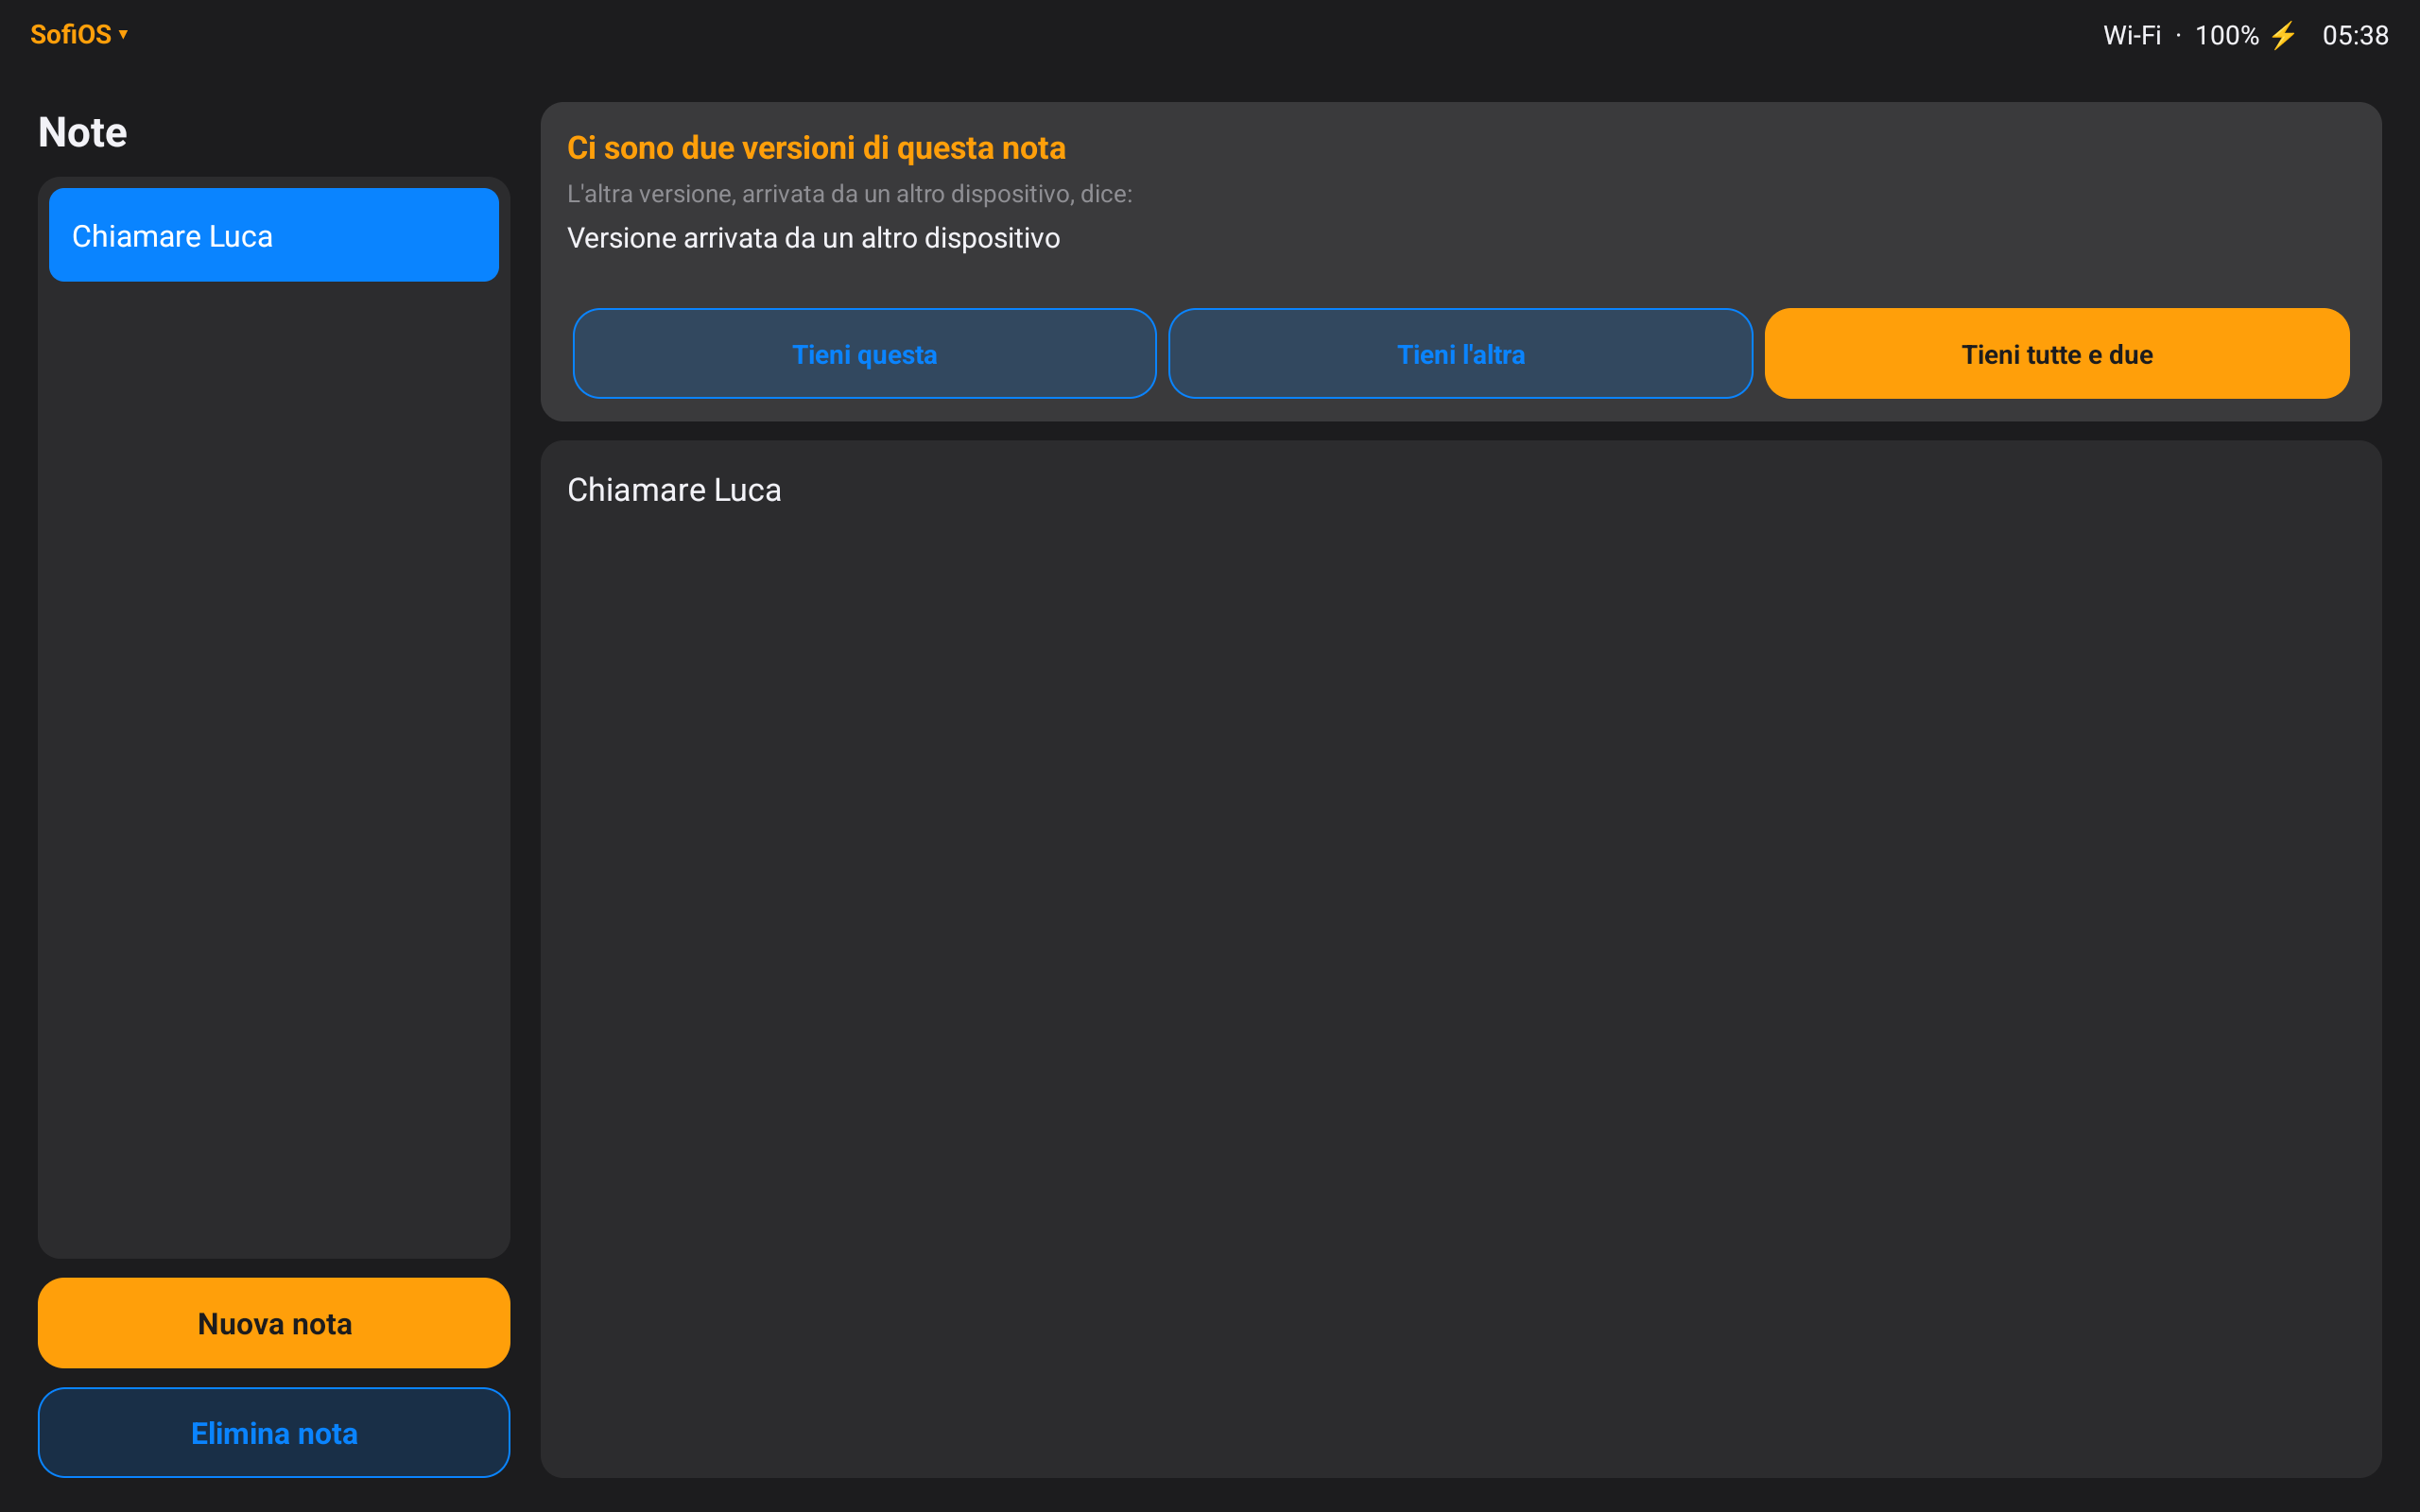 SofiOS ▾
Wi-Fi · 100% ⚡ 05:38
Note
Chiamare Luca
Nuova nota
Elimina nota
Ci sono due versioni di questa nota
L'altra versione, arrivata da un altro dispositivo, dice:
Versione arrivata da un altro dispositivo
Tieni questa
Tieni l'altra
Tieni tutte e due
Chiamare Luca